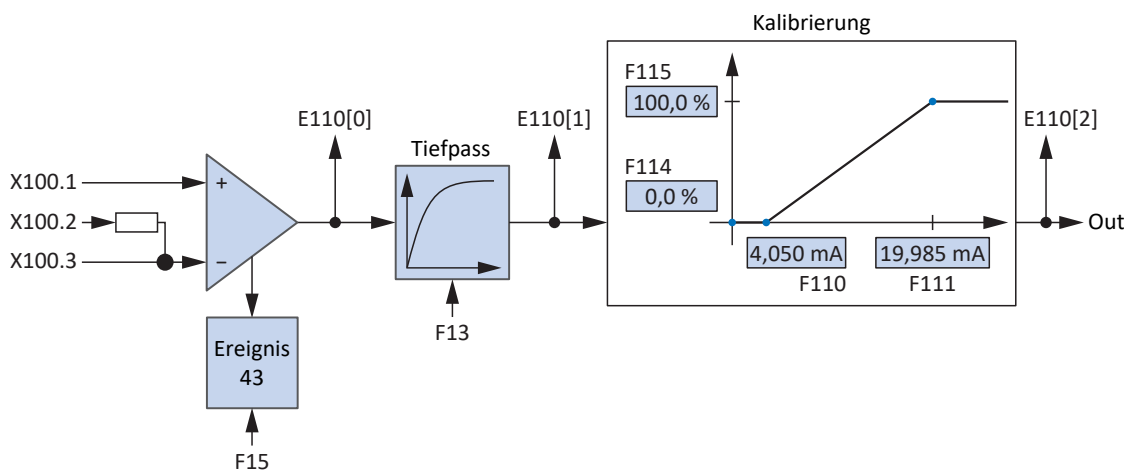 Kalibrierung
F115
100,0 %
E110[0]
E110[1]
E110[2]
Tiefpass
F114
0,0 %
X100.1
+
X100.2
X100.3
−
Out
4,050 mA
19,985 mA
F110
F111
F13
Ereignis
43
F15